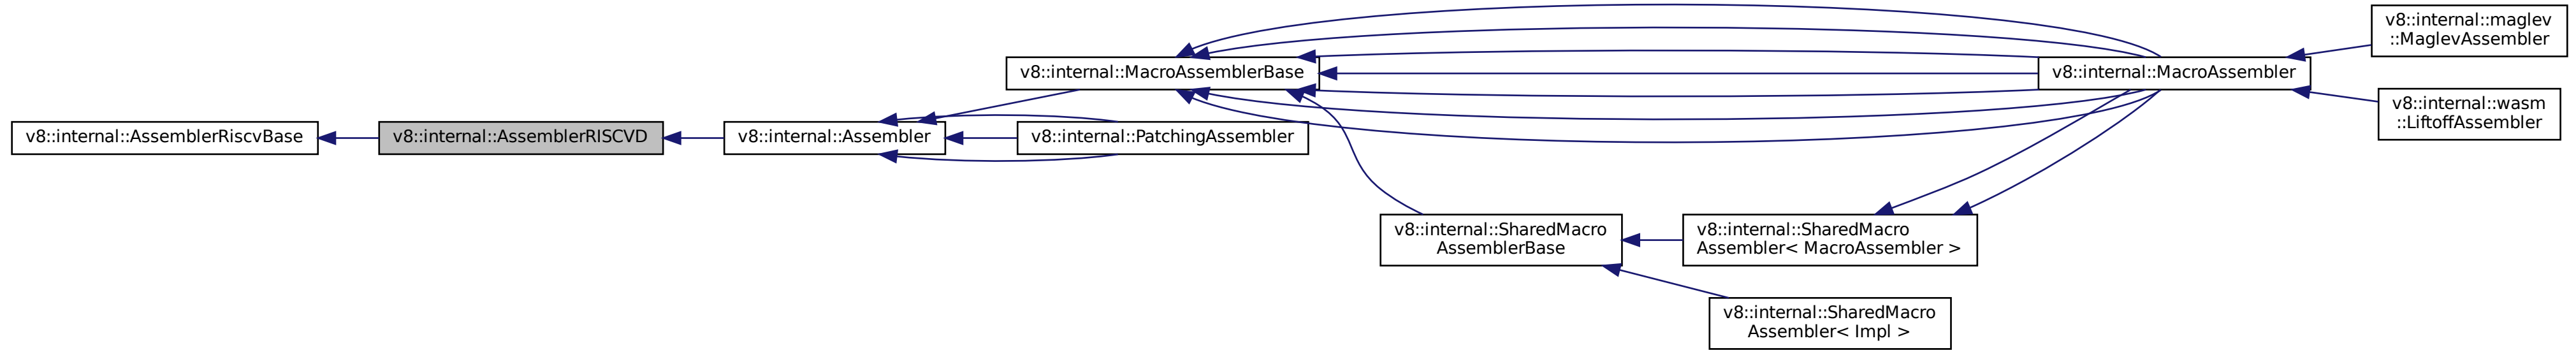 v8::internal::AssemblerRiscvBase
v8::internal::AssemblerRISCVD
v8::internal::Assembler
v8::internal::MacroAssemblerBase
v8::internal::PatchingAssembler
v8::internal::SharedMacro
AssemblerBase
v8::internal::SharedMacro
Assembler< MacroAssembler >
v8::internal::SharedMacro
Assembler< Impl >
v8::internal::MacroAssembler
v8::internal::maglev
::MaglevAssembler
v8::internal::wasm
::LiftoffAssembler